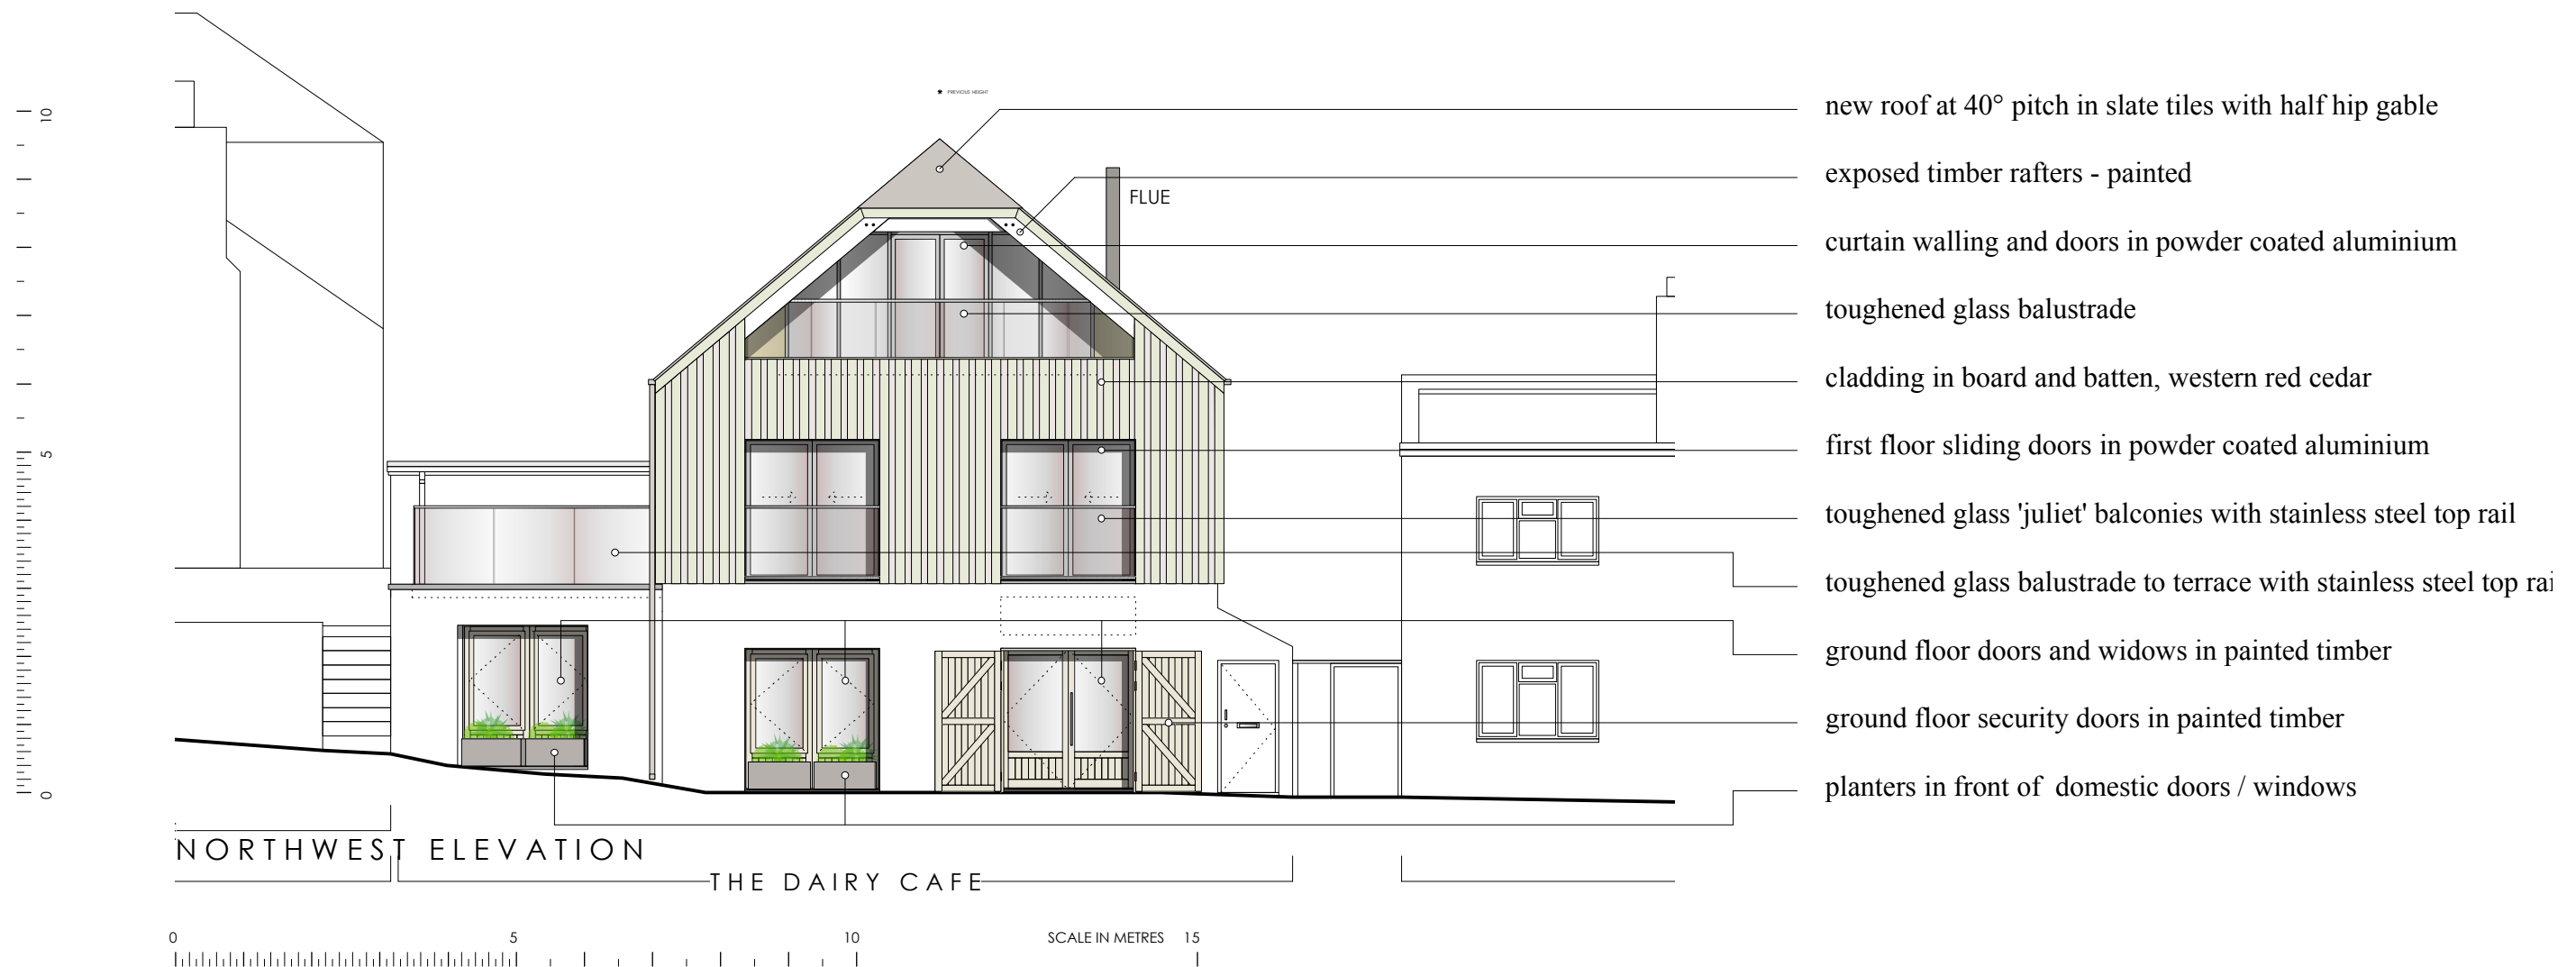 * PREVIOUS HEIGHT
new roof at 40° pitch in slate tiles with half hip gable
exposed timber rafters - painted
FLUE
curtain walling and doors in powder coated aluminium
toughened glass balustrade
cladding in board and batten, western red cedar
first floor sliding doors in powder coated aluminium
toughened glass 'juliet' balconies with stainless steel top rail
toughened glass balustrade to terrace with stainless steel top rai
ground floor doors and widows in painted timber
ground floor security doors in painted timber
planters in front of  domestic doors / windows
10
5
0
NORTHWEST ELEVATION
THE DAIRY CAFE
0 5 10 SCALE IN METRES 15